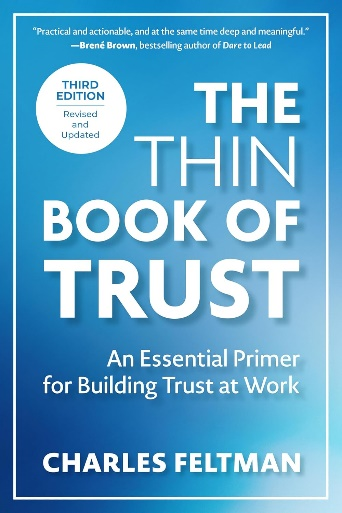 “Practical and actionable, and at the same time deep and meaningful.”
—Brené Brown, bestselling author of Dare to Lead
THIRD
EDITION
Revised
and
Updated
THE
THIN
BOOK OF
TRUST
An Essential Primer
for Building Trust at Work
CHARLES FELTMAN